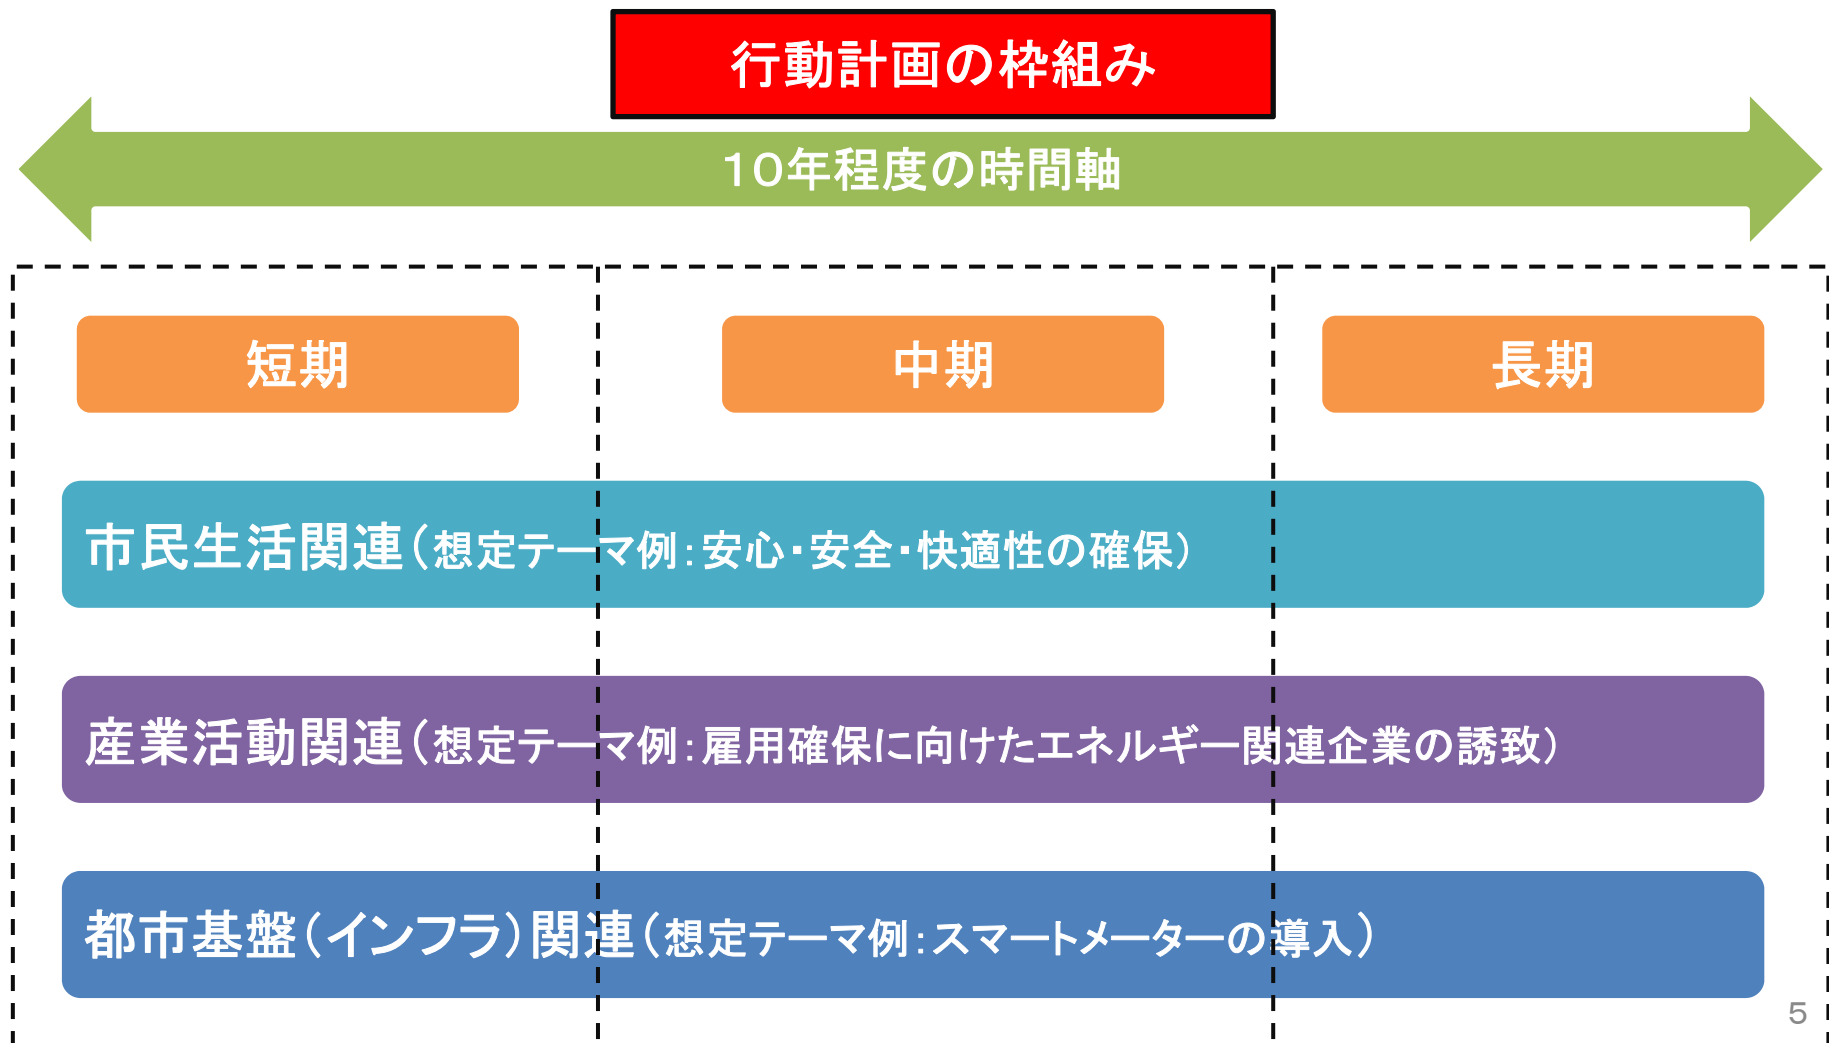 行動計画の枠組み
10年程度の時間軸
短期
中期
長期
市民生活関連(想定テーマ例:安心・安全・快適性の確保)
産業活動関連(想定テーマ例:雇用確保に向けたエネルギー関連企業の誘致)
都市基盤(インフラ)関連(想定テーマ例:スマートメーターの導入)
5